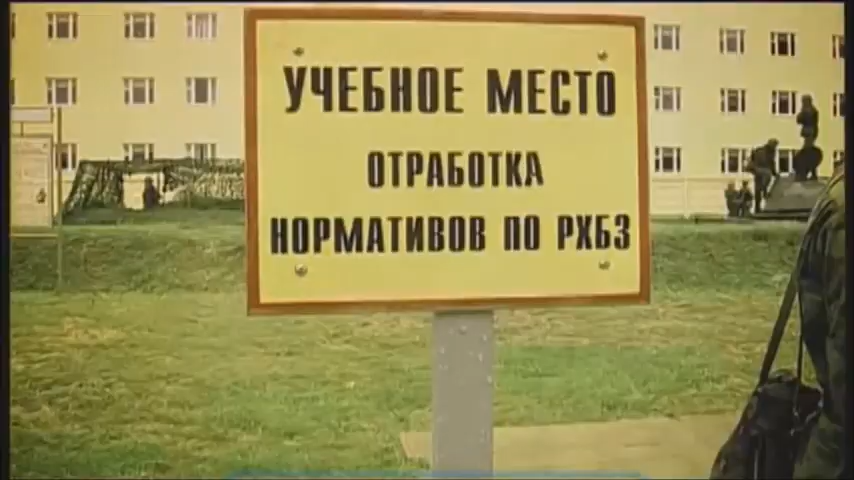 УЧЕБНОЕ МЕСТО
ОТРАБОТКА
НОРМАТИВОВ ПО РХБЗ